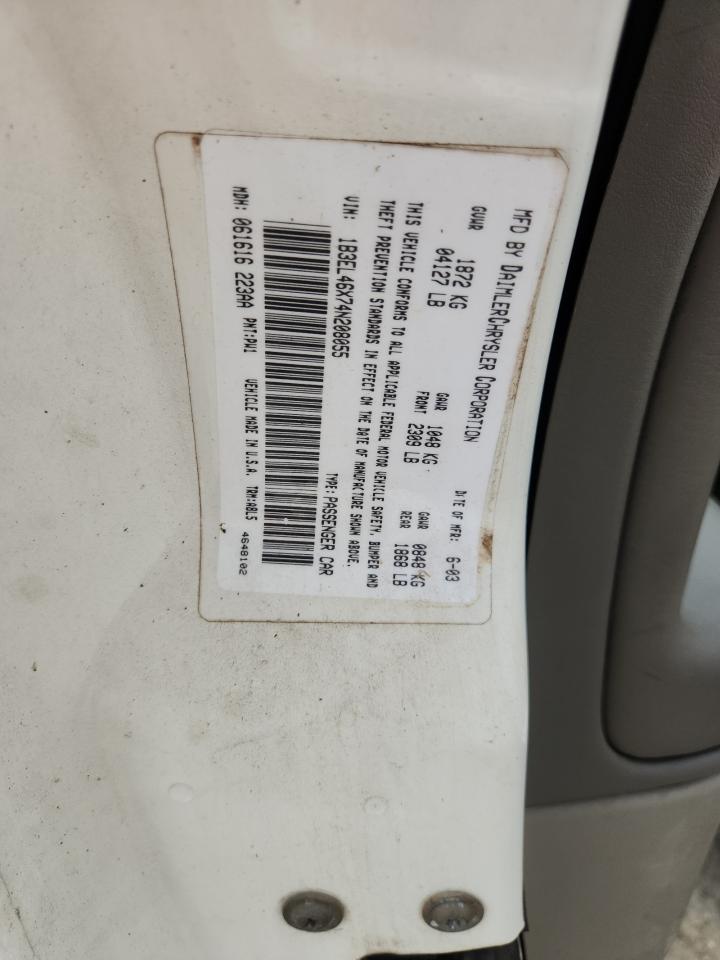 MFD BY DAIMLERCHRYSLER CORPORATION
DATE OF MFR: 6-03
GVWR 1872 KG
04127 LB
GAWR FRONT 1048 KG
2309 LB
GAWR REAR 0848 KG
1868 LB
THIS VEHICLE CONFORMS TO ALL APPLICABLE FEDERAL MOTOR VEHICLE SAFETY, BUMPER AND
THEFT PREVENTION STANDARDS IN EFFECT ON THE DATE OF MANUFACTURE SHOWN ABOVE.
VIN: 1B3EL46X74N208055
TYPE: PASSENGER CAR
MDH: 061616 223AA PNT:PW1 VEHICLE MADE IN U.S.A. TRM:ABL5
4648102